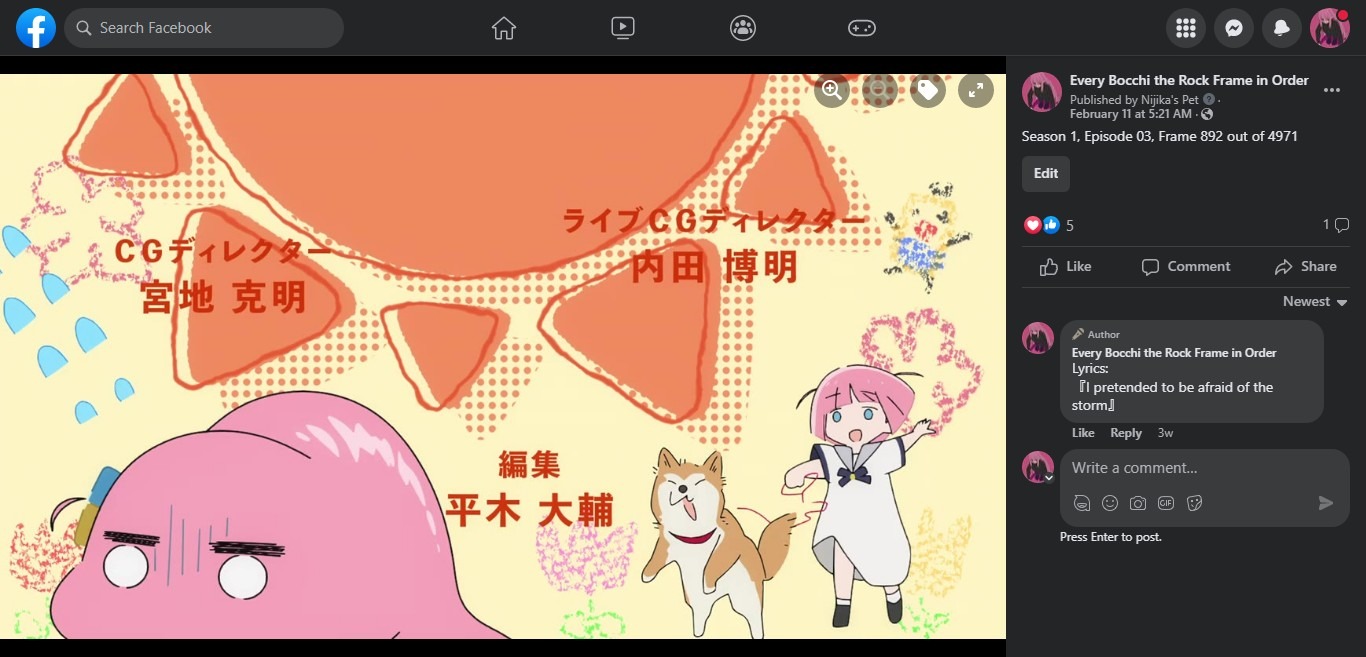 Search Facebook
CGディレクター
宮地 克明
ライブCGディレクター
内田 博明
編集
平木 大輔
Every Bocchi the Rock Frame in Order
Published by Nijika's Pet ·
February 11 at 5:21 AM ·
Season 1, Episode 03, Frame 892 out of 4971
Edit
5
1
Like
Comment
Share
Newest
Author
Every Bocchi the Rock Frame in Order
Lyrics:
『I pretended to be afraid of the
storm』
Like Reply 3w
Write a comment...
GIF
Press Enter to post.